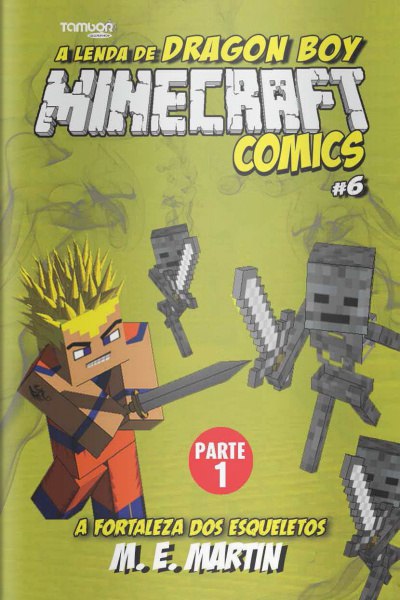 TAMBOR
A LENDA DE DRAGON BOY
MINECRAFT
COMICS
#6
PARTE
1
A FORTALEZA DOS ESQUELETOS
M. E. MARTIN